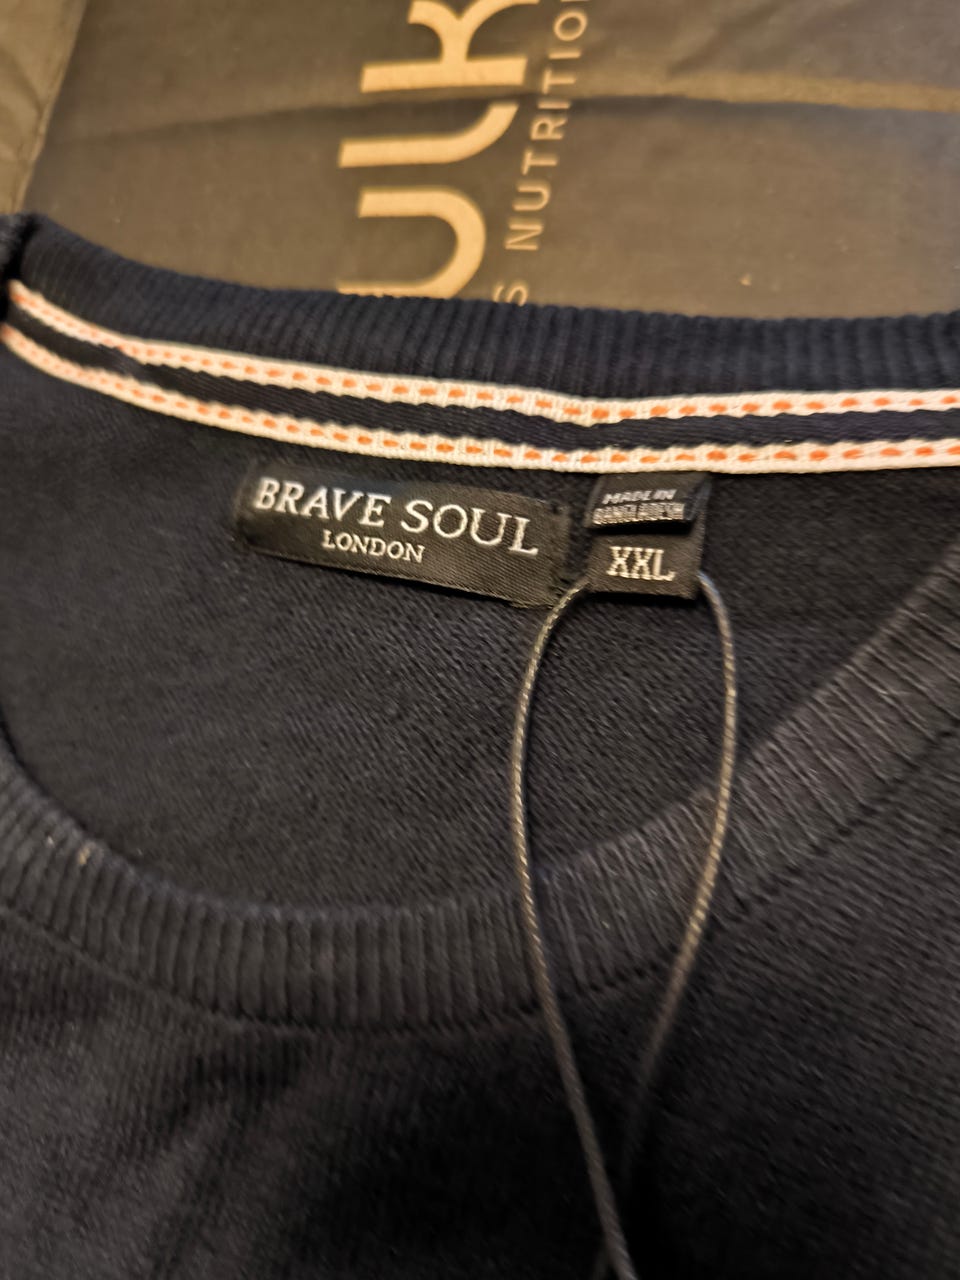 ULK
S NUTRITIO
BRAVE SOUL
LONDON
MADE IN
BANGLADESH
XXL